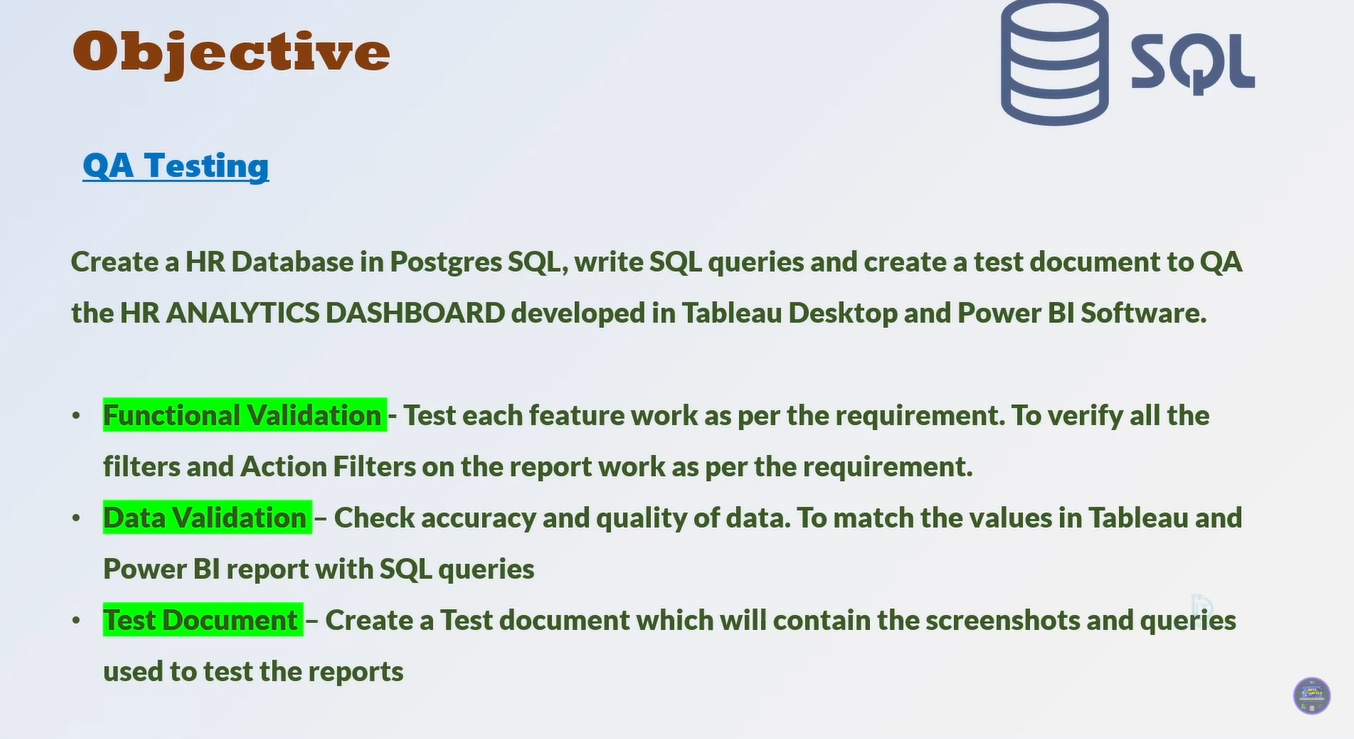 Objective
SQL
QA Testing
Create a HR Database in Postgres SQL, write SQL queries and create a test document to QA
the HR ANALYTICS DASHBOARD developed in Tableau Desktop and Power BI Software.
• Functional Validation - Test each feature work as per the requirement. To verify all the
filters and Action Filters on the report work as per the requirement.
• Data Validation – Check accuracy and quality of data. To match the values in Tableau and
Power BI report with SQL queries
• Test Document – Create a Test document which will contain the screenshots and queries
used to test the reports